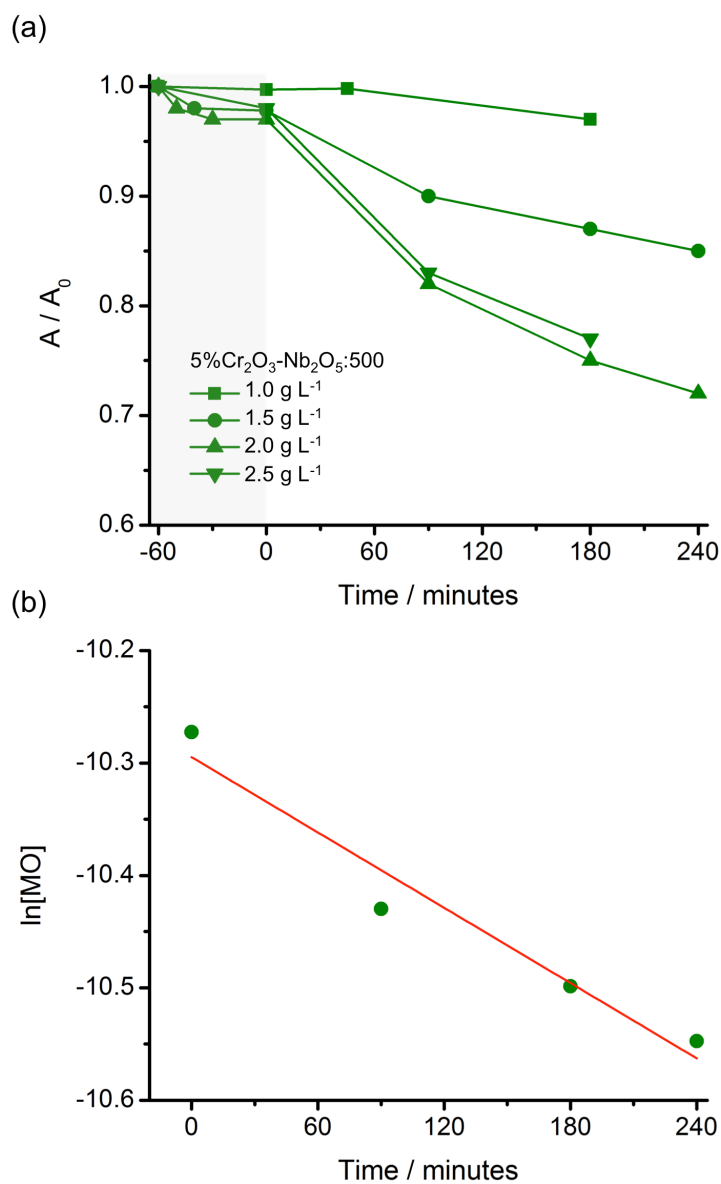 (a)
1.0
0.9
0.8
0.7
0.6
A / A₀
5%Cr₂O₃-Nb₂O₅:500
1.0 g L⁻¹
1.5 g L⁻¹
2.0 g L⁻¹
2.5 g L⁻¹
-60 0 60 120 180 240
Time / minutes
(b)
-10.2
-10.3
-10.4
-10.5
-10.6
ln[MO]
0 60 120 180 240
Time / minutes